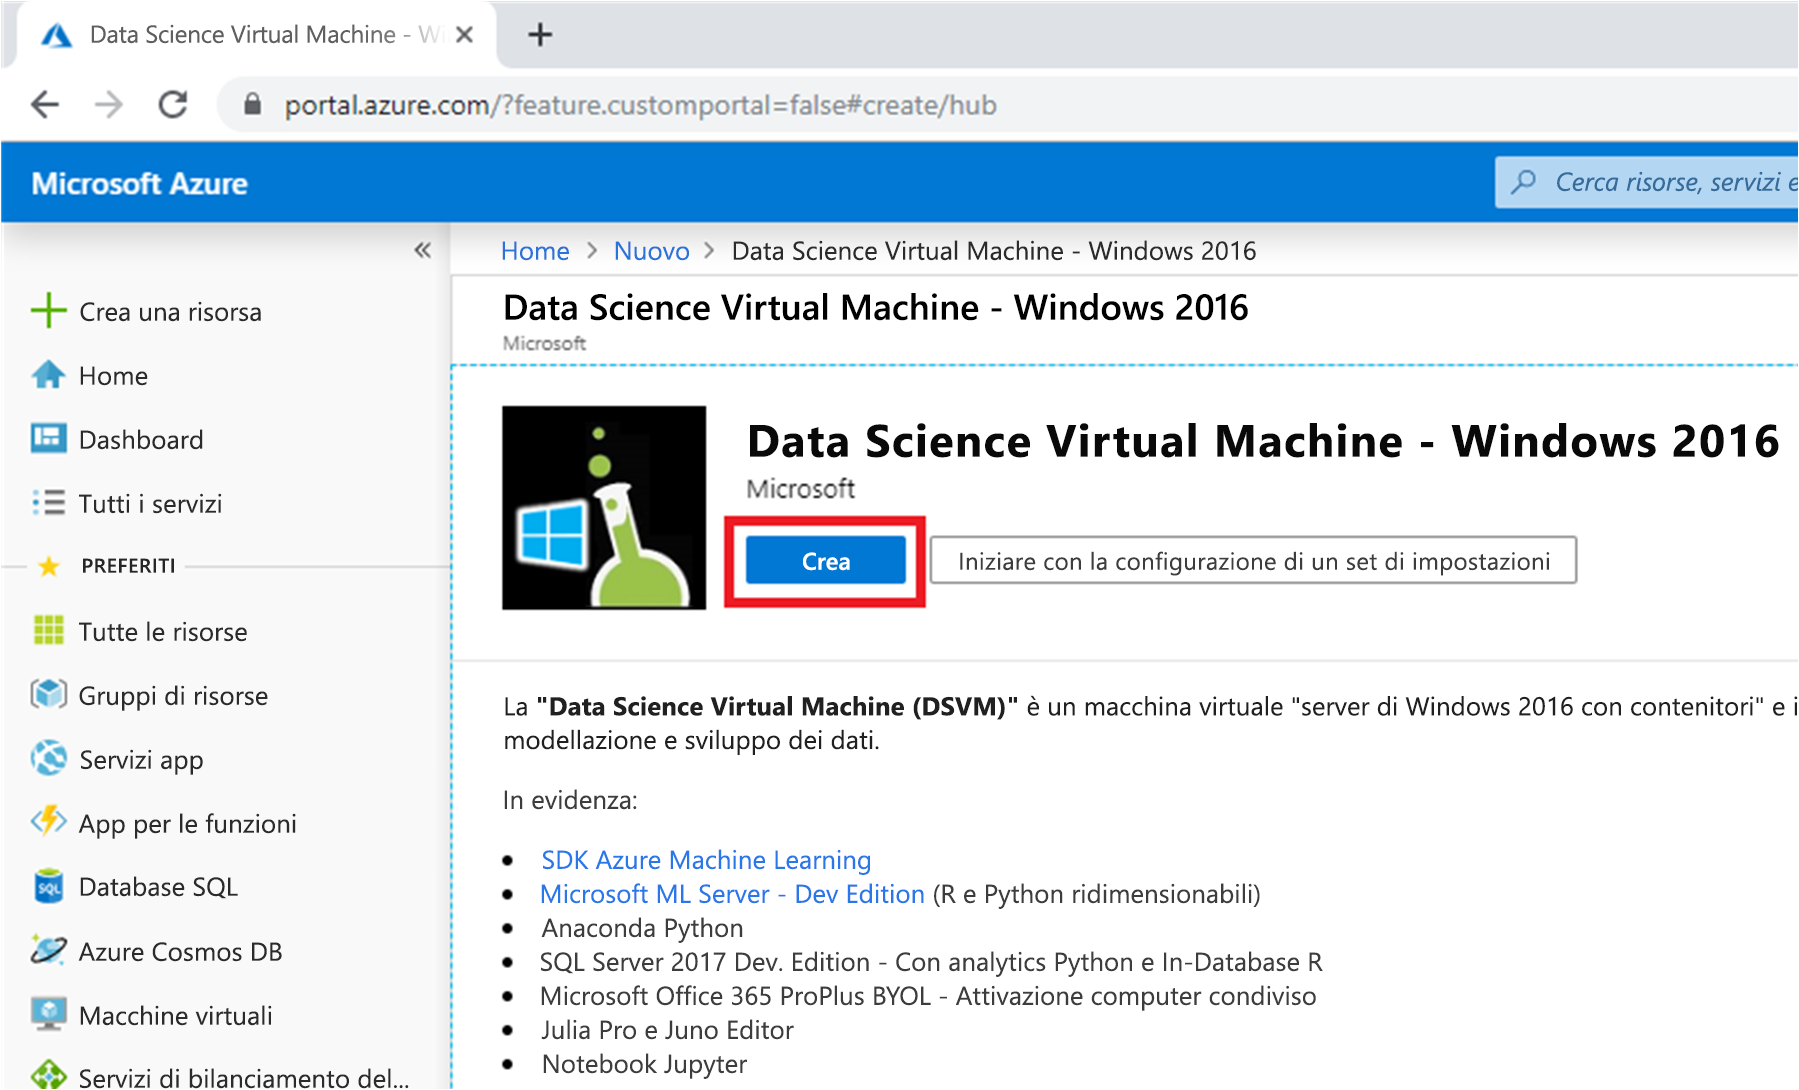 Data Science Virtual Machine - Wi
portal.azure.com/?feature.customportal=false#create/hub
Microsoft Azure
Cerca risorse, servizi e
Home > Nuovo > Data Science Virtual Machine - Windows 2016
Data Science Virtual Machine - Windows 2016
Microsoft
Crea una risorsa
Home
Dashboard
Tutti i servizi
PREFERITI
Tutte le risorse
Gruppi di risorse
Servizi app
App per le funzioni
SQL
Database SQL
Azure Cosmos DB
Macchine virtuali
Servizi di bilanciamento del...
Data Science Virtual Machine - Windows 2016
Microsoft
Crea
Iniziare con la configurazione di un set di impostazioni
La "Data Science Virtual Machine (DSVM)" è un macchina virtuale "server di Windows 2016 con contenitori" e i
modellazione e sviluppo dei dati.
In evidenza:
• SDK Azure Machine Learning
• Microsoft ML Server - Dev Edition (R e Python ridimensionabili)
• Anaconda Python
• SQL Server 2017 Dev. Edition - Con analytics Python e In-Database R
• Microsoft Office 365 ProPlus BYOL - Attivazione computer condiviso
• Julia Pro e Juno Editor
• Notebook Jupyter